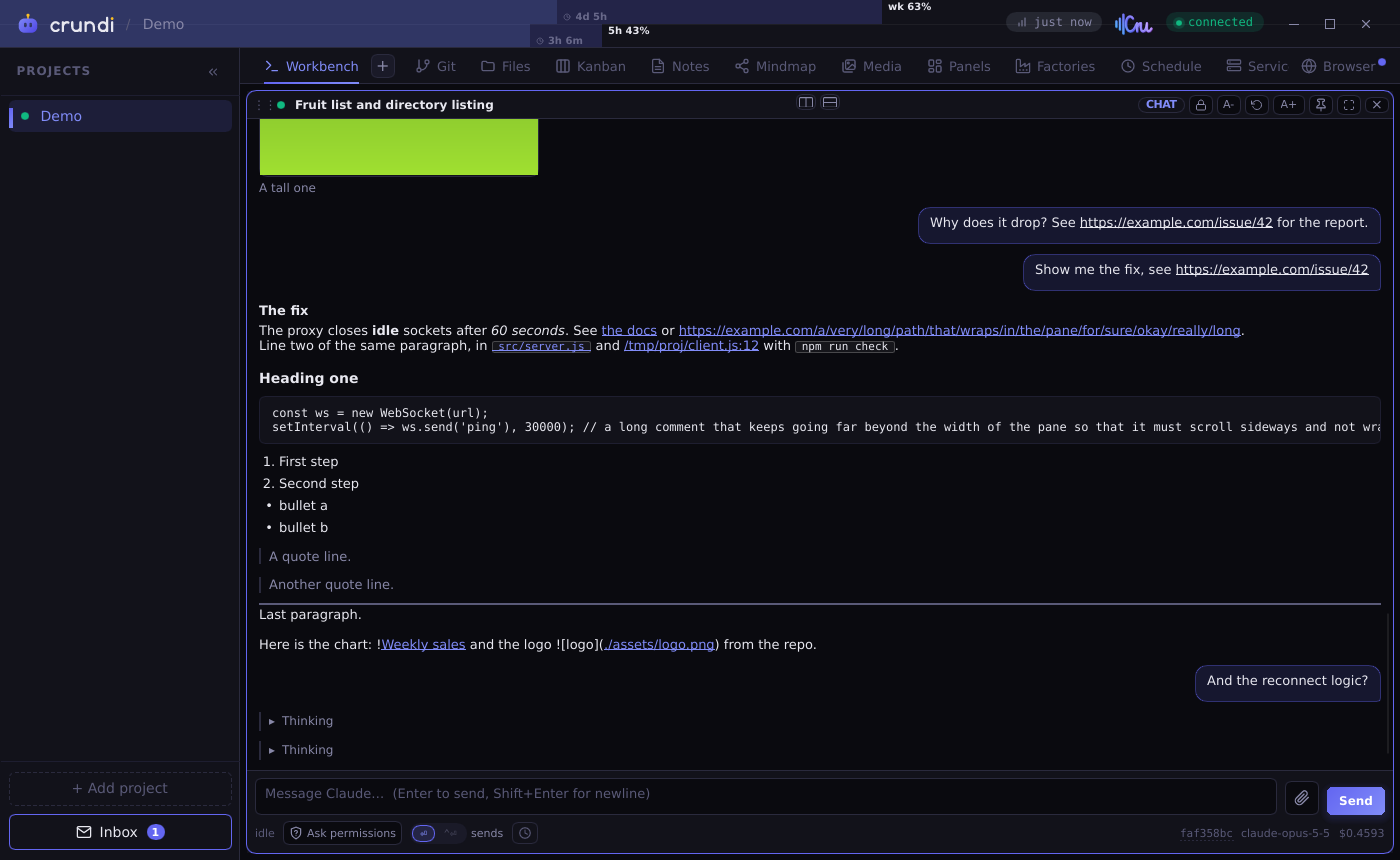 crundi / Demo
4d 5h
wk 63%
3h 6m
5h 43%
just now
Cru
connected
PROJECTS
«
Workbench
+
Git
Files
Kanban
Notes
Mindmap
Media
Panels
Factories
Schedule
Servic
Browser
Demo
Fruit list and directory listing
CHAT
A-
A+
A tall one
Why does it drop? See https://example.com/issue/42 for the report.
Show me the fix, see https://example.com/issue/42
The fix
The proxy closes idle sockets after 60 seconds. See the docs or https://example.com/a/very/long/path/that/wraps/in/the/pane/for/sure/okay/really/long.
Line two of the same paragraph, in src/server.js and /tmp/proj/client.js:12 with npm run check.
Heading one
const ws = new WebSocket(url);
setInterval(() => ws.send('ping'), 30000); // a long comment that keeps going far beyond the width of the pane so that it must scroll sideways and not wra
1. First step
2. Second step
• bullet a
• bullet b
A quote line.
Another quote line.
Last paragraph.
Here is the chart: !Weekly sales and the logo ![logo](./assets/logo.png) from the repo.
And the reconnect logic?
▸ Thinking
▸ Thinking
+ Add project
Inbox 1
Message Claude… (Enter to send, Shift+Enter for newline)
Send
idle
Ask permissions
⏎
^⏎
sends
faf358bc
claude-opus-5-5
$0.4593